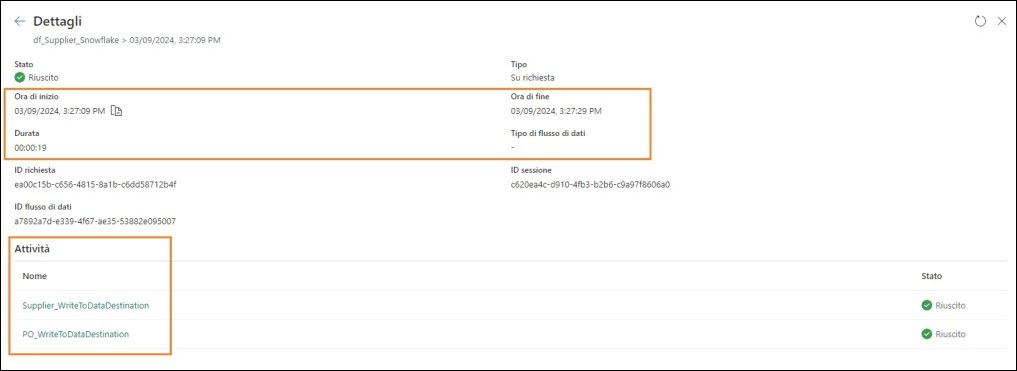 Dettagli
df_Supplier_Snowflake > 03/09/2024, 3:27:09 PM
Stato
Riuscito
Tipo
Su richiesta
Ora di inizio
03/09/2024, 3:27:09 PM
Ora di fine
03/09/2024, 3:27:29 PM
Durata
00:00:19
Tipo di flusso di dati
-
ID richiesta
ea00c15b-c656-4815-8a1b-c6dd58712b4f
ID sessione
c620ea4c-d910-4fb3-b2b6-c9a97f8606a0
ID flusso di dati
a7892a7d-e339-4f67-ae35-53882e095007
Attività
Nome
Stato
Supplier_WriteToDataDestination
Riuscito
PO_WriteToDataDestination
Riuscito